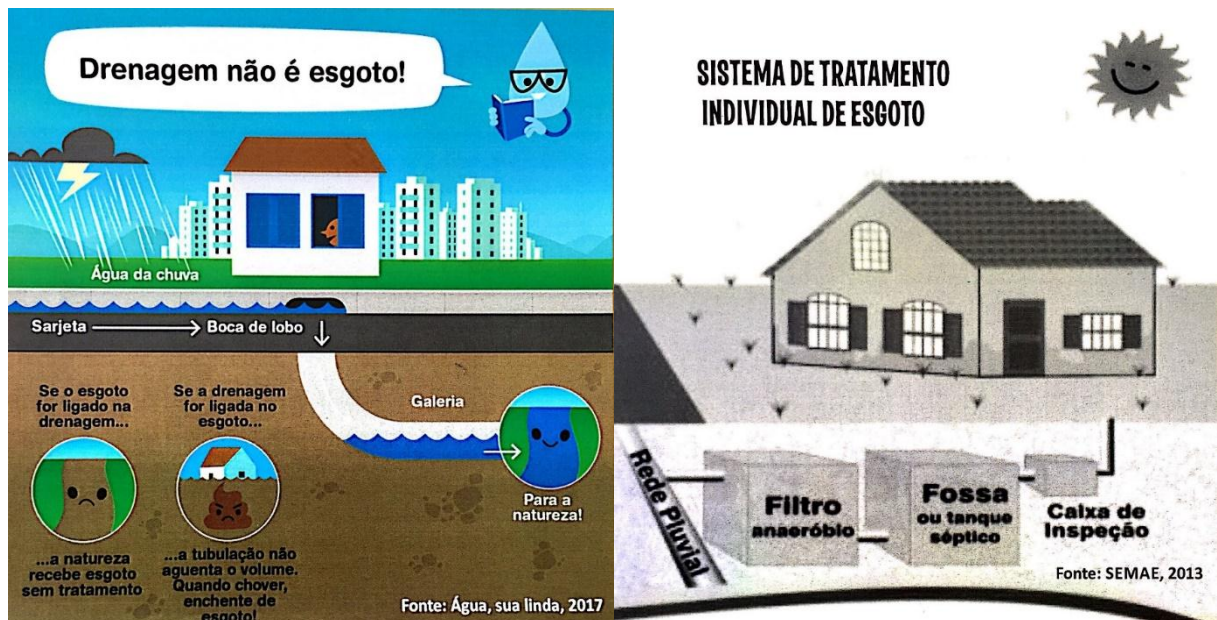 Drenagem não é esgoto!
Água da chuva
Sarjeta
Boca de lobo
Se o esgoto
for ligado na
drenagem...
Se a drenagem
for ligada no
esgoto...
Galeria
...a natureza
recebe esgoto
sem tratamento
...a tubulação não
aguenta o volume.
Quando chover,
enchente de
esgoto!
Para a
natureza!
Fonte: Água, sua linda, 2017
SISTEMA DE TRATAMENTO
INDIVIDUAL DE ESGOTO
Rede Pluvial
Filtro
anaeróbio
Fossa
ou tanque
séptico
Caixa de
Inspeção
Fonte: SEMAE, 2013